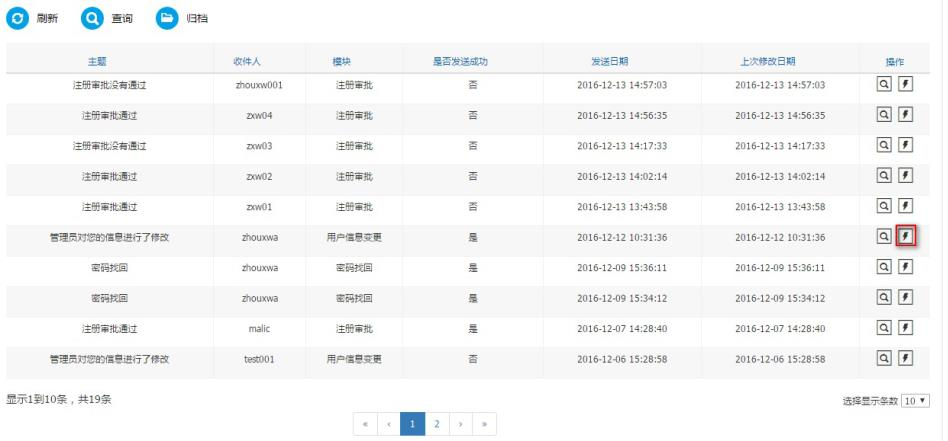 刷新 查询 归档
主题 收件人 模块 是否发送成功 发送日期 上次修改日期 操作
注册审批没有通过 zhouxw001 注册审批 否 2016-12-13 14:57:03 2016-12-13 14:57:03
注册审批通过 zxw04 注册审批 否 2016-12-13 14:56:35 2016-12-13 14:56:35
注册审批没有通过 zxw03 注册审批 否 2016-12-13 14:17:33 2016-12-13 14:17:33
注册审批通过 zxw02 注册审批 否 2016-12-13 14:02:14 2016-12-13 14:02:14
注册审批通过 zxw01 注册审批 否 2016-12-13 13:43:58 2016-12-13 13:43:58
管理员对您的信息进行了修改 zhouxwa 用户信息变更 是 2016-12-12 10:31:36 2016-12-12 10:31:36
密码找回 zhouxwa 密码找回 是 2016-12-09 15:36:11 2016-12-09 15:36:11
密码找回 zhouxwa 密码找回 是 2016-12-09 15:34:12 2016-12-09 15:34:12
注册审批通过 malic 注册审批 是 2016-12-07 14:28:40 2016-12-07 14:28:40
管理员对您的信息进行了修改 test001 用户信息变更 否 2016-12-06 15:28:58 2016-12-06 15:28:58
显示1到10条，共19条 选择显示条数 10
« ‹ 1 2 › »